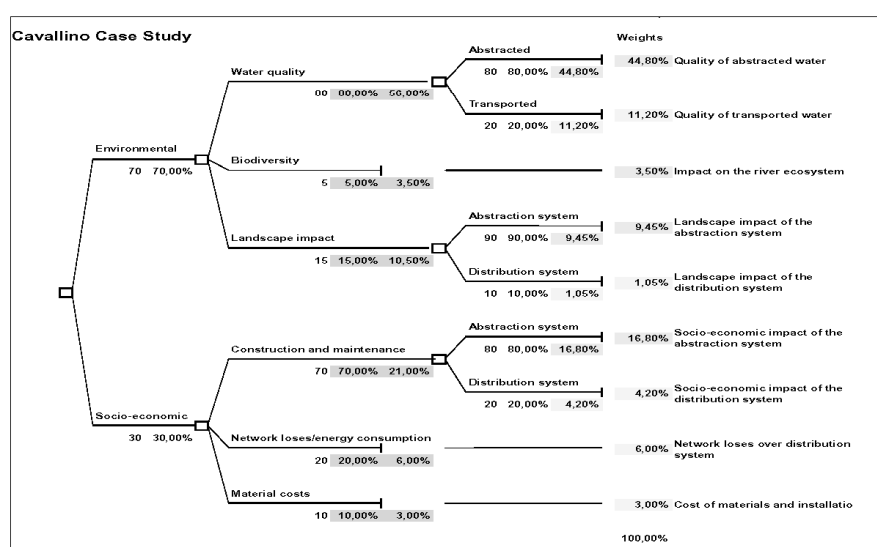 Cavallino Case Study
Weights
Abstracted
80 80,00% 44,80%
44,80% Quality of abstracted water
Water quality
80 80,00% 56,00%
Transported
20 20,00% 11,20%
11,20% Quality of transported water
Environmental
70 70,00%
Biodiversity
5 5,00% 3,50%
3,50% Impact on the river ecosystem
Landscape impact
15 15,00% 10,50%
Abstraction system
90 90,00% 9,45%
9,45% Landscape impact of the
abstraction system
Distribution system
10 10,00% 1,05%
1,05% Landscape impact of the
distribution system
Construction and maintenance
70 70,00% 21,00%
Abstraction system
80 80,00% 16,80%
16,80% Socio-economic impact of the
abstraction system
Distribution system
20 20,00% 4,20%
4,20% Socio-economic impact of the
distribution system
Socio-economic
30 30,00%
Network loses/energy consumption
20 20,00% 6,00%
6,00% Network loses over distribution
system
Material costs
10 10,00% 3,00%
3,00% Cost of materials and installatio
100,00%